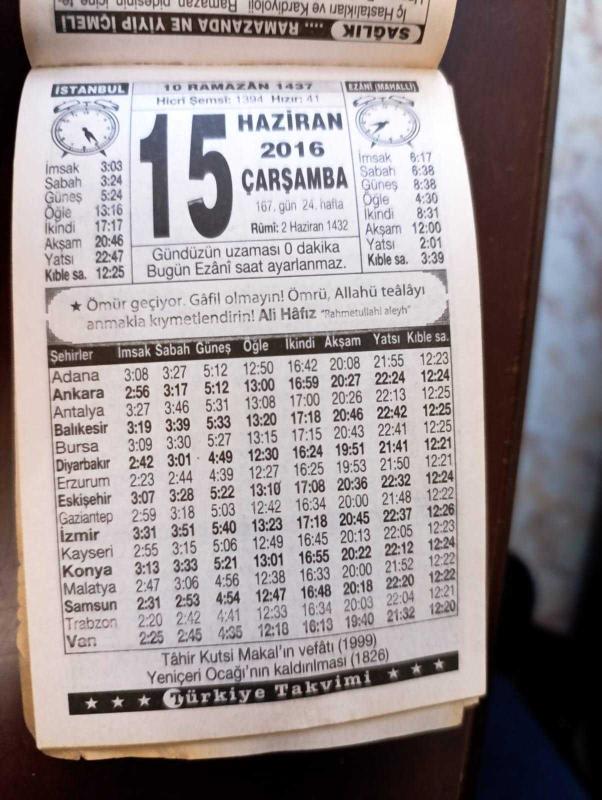 İç Hastalıkları ve Kardiyoloji
SAĞLIK .... RAMAZANDA NE YİYİP İÇMELİ
İSTANBUL
10 RAMAZÂN 1437
Hicrî Şemsî: 1394 Hızır: 41
EZÂNÎ (MAHALLÎ)
15
HAZİRAN
2016
ÇARŞAMBA
167. gün 24. hafta
Rûmî: 2 Haziran 1432
İmsak 3:03
Sabah 3:24
Güneş 5:24
Öğle 13:16
İkindi 17:17
Akşam 20:46
Yatsı 22:47
Kıble sa. 12:25
İmsak 6:17
Sabah 6:38
Güneş 8:38
Öğle 4:30
İkindi 8:31
Akşam 12:00
Yatsı 2:01
Kıble sa. 3:39
Gündüzün uzaması 0 dakika
Bugün Ezânî saat ayarlanmaz.
★ Ömür geçiyor. Gâfil olmayın! Ömrü, Allahü teâlâyı
anmakla kıymetlendirin! Ali Hâfız "Rahmetullahi aleyh"
Şehirler İmsak Sabah Güneş Öğle İkindi Akşam Yatsı Kıble sa.
Adana 3:08 3:27 5:12 12:50 16:42 20:08 21:55 12:23
Ankara 2:56 3:17 5:12 13:00 16:59 20:27 22:24 12:24
Antalya 3:27 3:46 5:31 13:08 17:00 20:26 22:13 12:25
Balıkesir 3:19 3:39 5:33 13:20 17:18 20:46 22:42 12:25
Bursa 3:09 3:30 5:27 13:15 17:15 20:43 22:41 12:25
Diyarbakır 2:42 3:01 4:49 12:30 16:24 19:51 21:41 12:21
Erzurum 2:23 2:44 4:39 12:27 16:25 19:53 21:50 12:21
Eskişehir 3:07 3:28 5:22 13:10 17:08 20:36 22:32 12:24
Gaziantep 2:59 3:18 5:03 12:42 16:34 20:00 21:48 12:22
İzmir 3:31 3:51 5:40 13:23 17:18 20:45 22:37 12:26
Kayseri 2:55 3:15 5:06 12:49 16:45 20:13 22:05 12:23
Konya 3:13 3:33 5:21 13:01 16:55 20:22 22:12 12:24
Malatya 2:47 3:06 4:56 12:38 16:33 20:00 21:52 12:22
Samsun 2:31 2:53 4:54 12:47 16:48 20:18 22:20 12:22
Trabzon 2:20 2:42 4:41 12:33 16:34 20:03 22:04 12:21
Van 2:25 2:45 4:35 12:18 16:13 19:40 21:32 12:20
Tâhir Kutsi Makal'ın vefâtı (1999)
Yeniçeri Ocağı'nın kaldırılması (1826)
★ ★ ★ Türkiye Takvimi ★ ★ ★